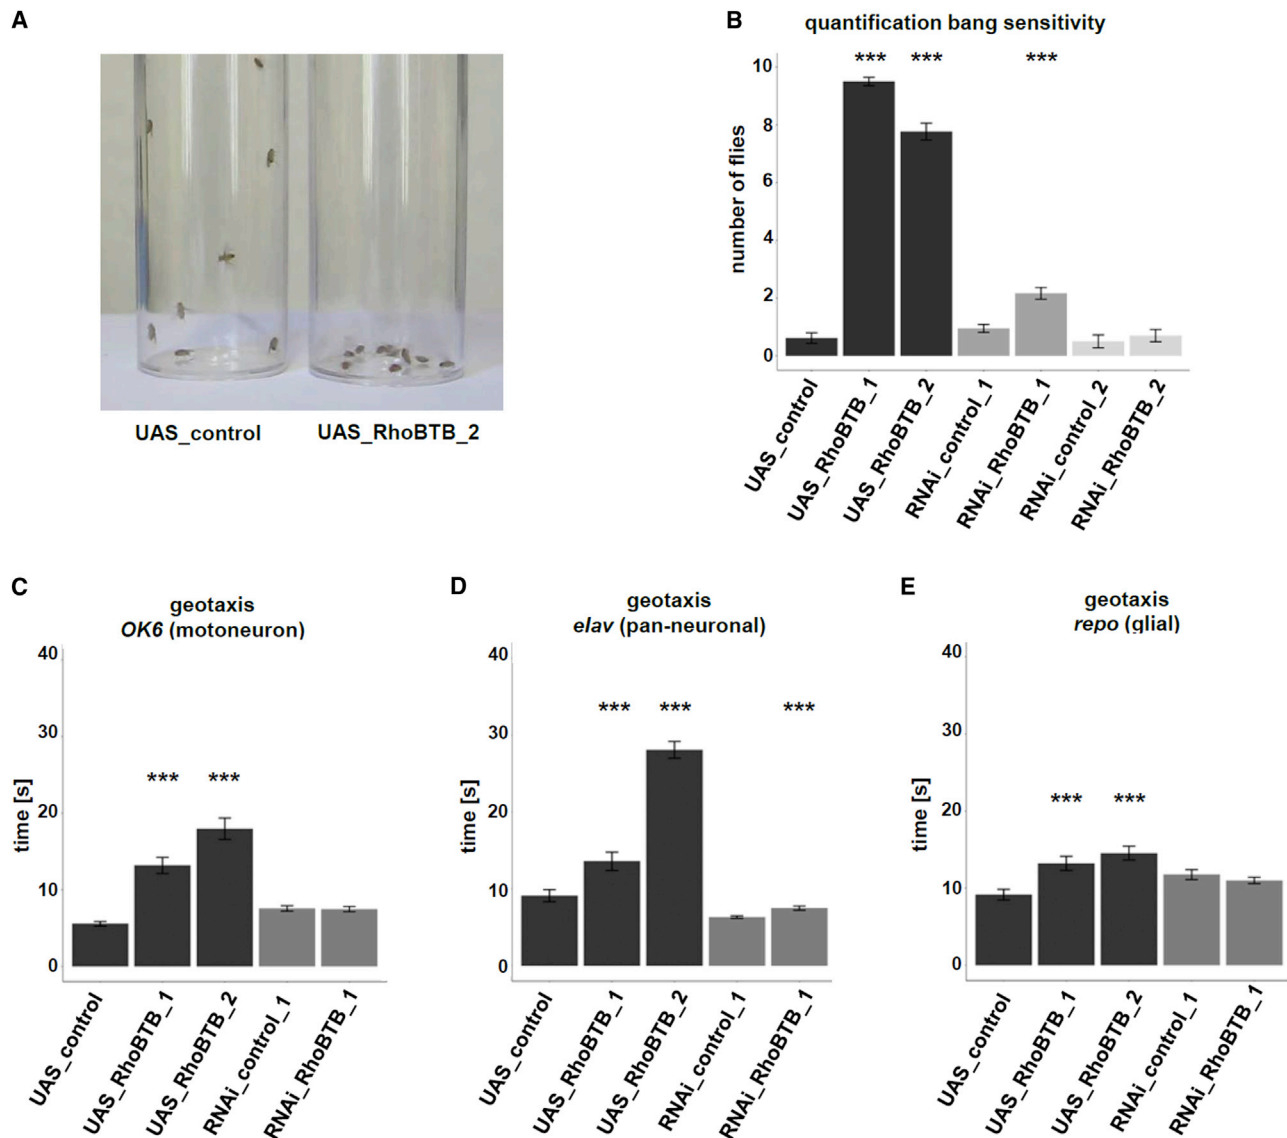 A
UAS_control
UAS_RhoBTB_2
B
quantification bang sensitivity
*** *** ***
number of flies
10
8
6
4
2
0
UAS_control
UAS_RhoBTB_1
UAS_RhoBTB_2
RNAi_control_1
RNAi_RhoBTB_1
RNAi_control_2
RNAi_RhoBTB_2
C
geotaxis
OK6 (motoneuron)
time [s]
40
30
20
10
0
*** ***
UAS_control
UAS_RhoBTB_1
UAS_RhoBTB_2
RNAi_control_1
RNAi_RhoBTB_1
D
geotaxis
elav (pan-neuronal)
time [s]
40
30
20
10
0
*** *** ***
UAS_control
UAS_RhoBTB_1
UAS_RhoBTB_2
RNAi_control_1
RNAi_RhoBTB_1
E
geotaxis
repo (glial)
time [s]
40
30
20
10
0
*** ***
UAS_control
UAS_RhoBTB_1
UAS_RhoBTB_2
RNAi_control_1
RNAi_RhoBTB_1